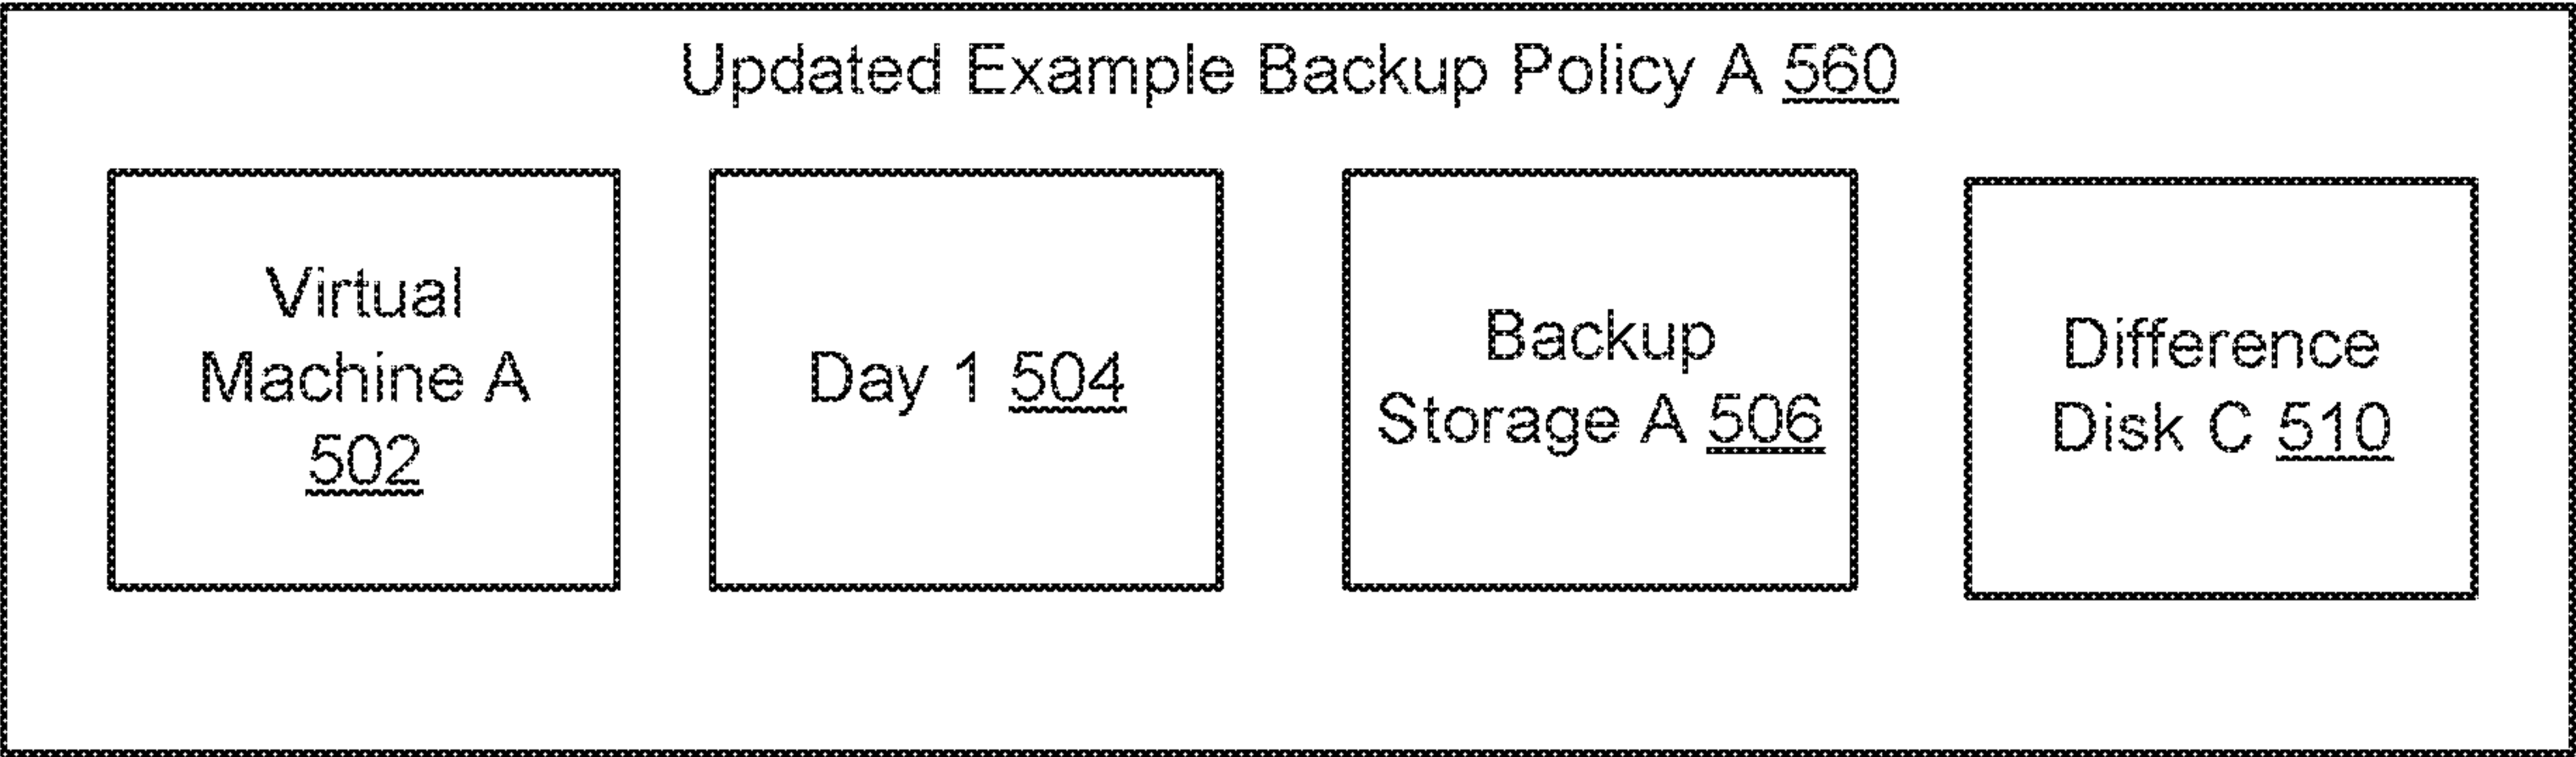 Updated Example Backup Policy A 560
Virtual
Machine A
502
Day 1 504
Backup
Storage A 506
Difference
Disk C 510